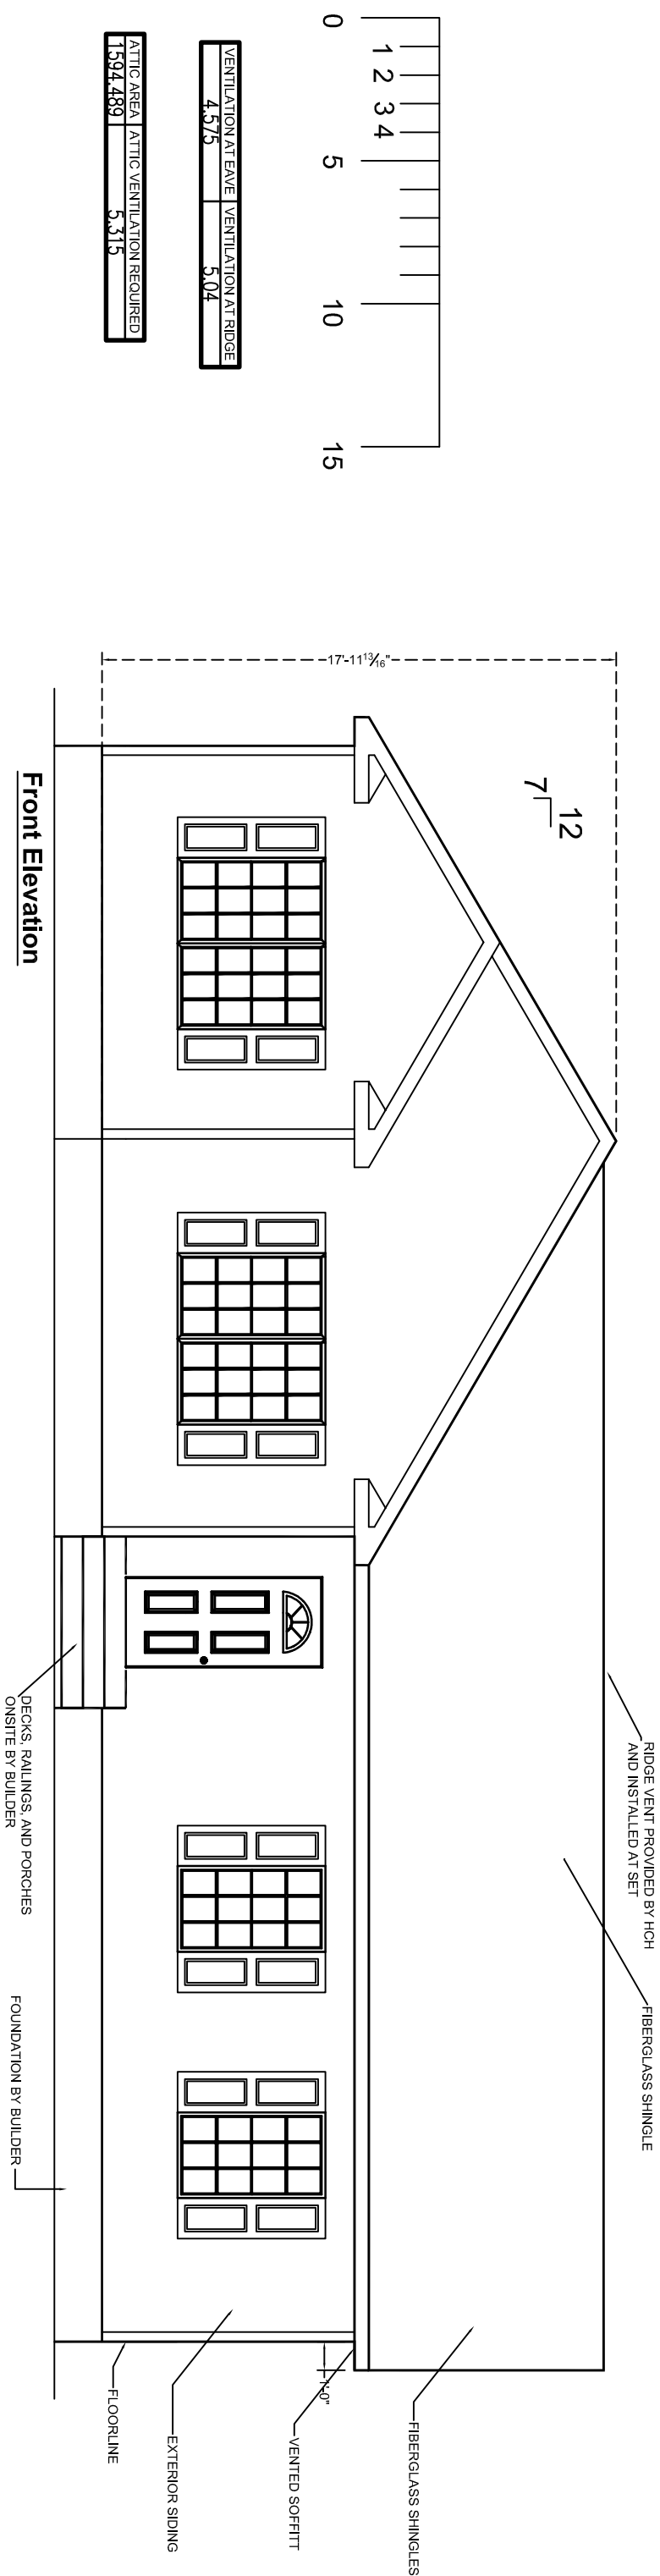 0 1 2 3 4 5 10 15
VENTILATION AT EAVE VENTILATION AT RIDGE
4.575 5.04
ATTIC AREA ATTIC VENTILATION REQUIRED
1594.489 5.315
17'-11 13/16"
12
7
RIDGE VENT PROVIDED BY HCH
AND INSTALLED AT SET
FIBERGLASS SHINGLE
FIBERGLASS SHINGLES
1'-0"
VENTED SOFFITT
EXTERIOR SIDING
FLOORLINE
DECKS, RAILINGS, AND PORCHES
ONSITE BY BUILDER
FOUNDATION BY BUILDER
Front Elevation